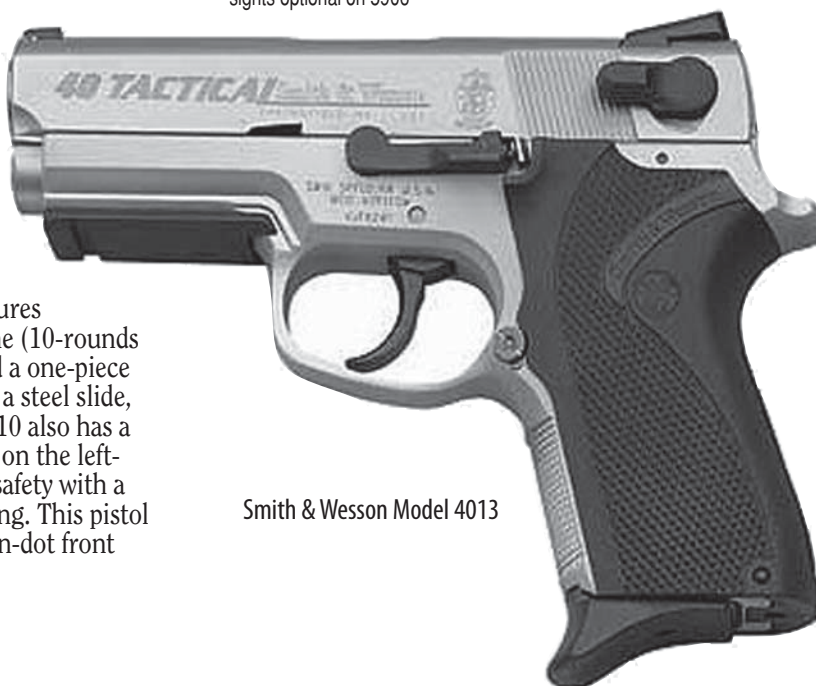 sights optional on 5906
ures
e (10-rounds
a one-piece
a steel slide,
10 also has a
on the left-
safety with a
ng. This pistol
n-dot front
Smith & Wesson Model 4013
40 TACTICAL